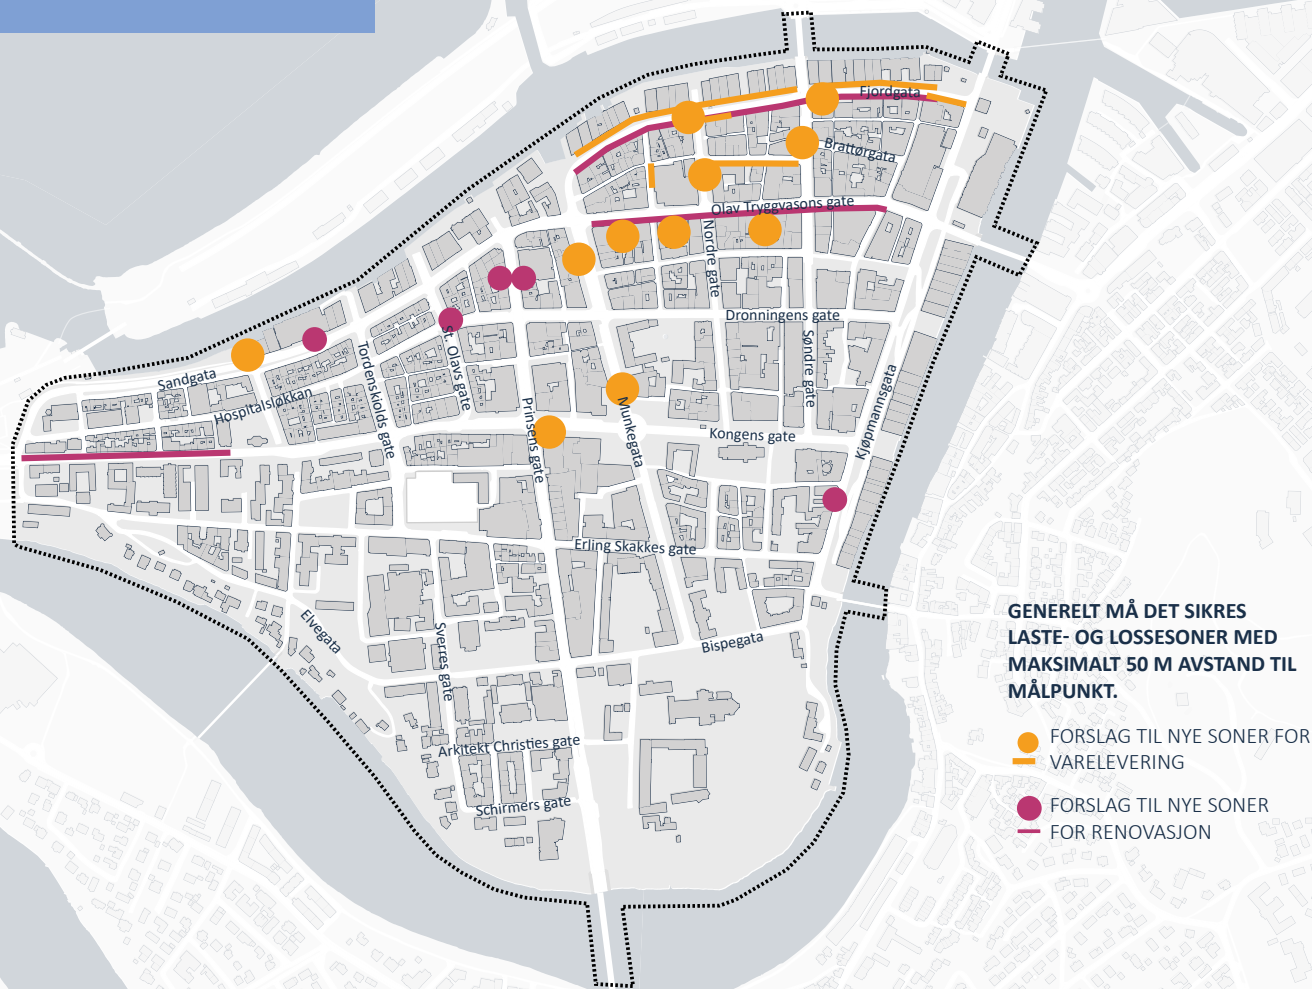 Fjordgata
Brattørgata
Olav Tryggvasons gate
Nordre gate
Dronningens gate
Søndre gate
St. Olavs gate
Tordenskiolds gate
Sandgata
Hospitalsløkkan
Prinsens gate
Munkegata
Kongens gate
Kjøpmannsgata
Erling Skakkes gate
Elvegata
Sverres gate
Bispegata
Arkitekt Christies gate
Schirmers gate
GENERELT MÅ DET SIKRES
LASTE- OG LOSSESONER MED
MAKSIMALT 50 M AVSTAND TIL
MÅLPUNKT.
FORSLAG TIL NYE SONER FOR
VARELEVERING
FORSLAG TIL NYE SONER
FOR RENOVASJON